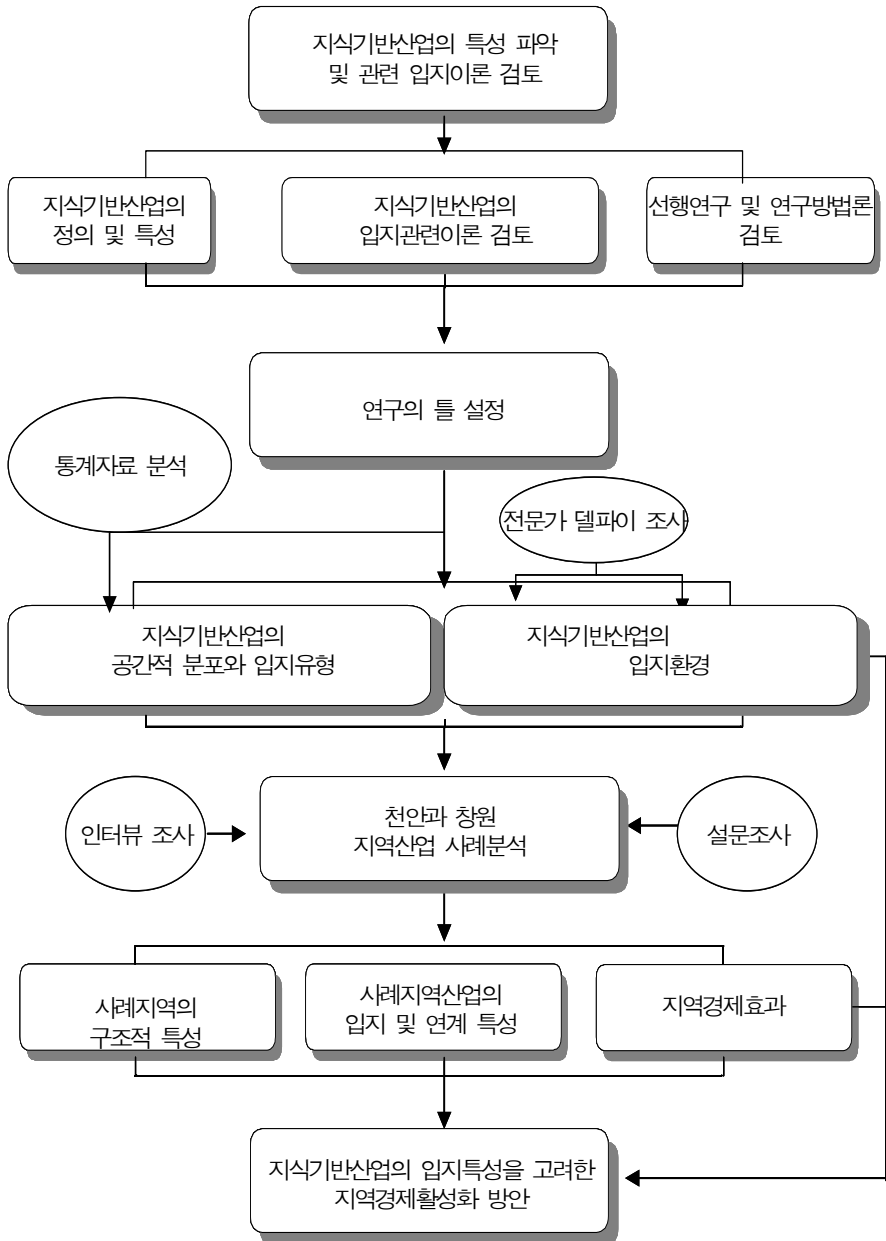 지식기반산업의 특성 파악
및 관련 입지이론 검토
지식기반산업의
정의 및 특성
지식기반산업의
입지관련이론 검토
선행연구 및 연구방법론
검토
연구의 틀 설정
통계자료 분석
전문가 델파이 조사
지식기반산업의
공간적 분포와 입지유형
지식기반산업의
입지환경
인터뷰 조사
천안과 창원
지역산업 사례분석
설문조사
사례지역의
구조적 특성
사례지역산업의
입지 및 연계 특성
지역경제효과
지식기반산업의 입지특성을 고려한
지역경제활성화 방안